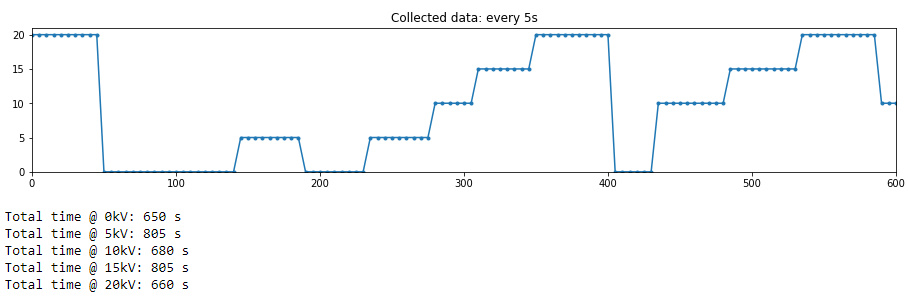 Collected data: every 5s
20
15
10
5
0
0 100 200 300 400 500 600
Total time @ 0kV: 650 s
Total time @ 5kV: 805 s
Total time @ 10kV: 680 s
Total time @ 15kV: 805 s
Total time @ 20kV: 660 s